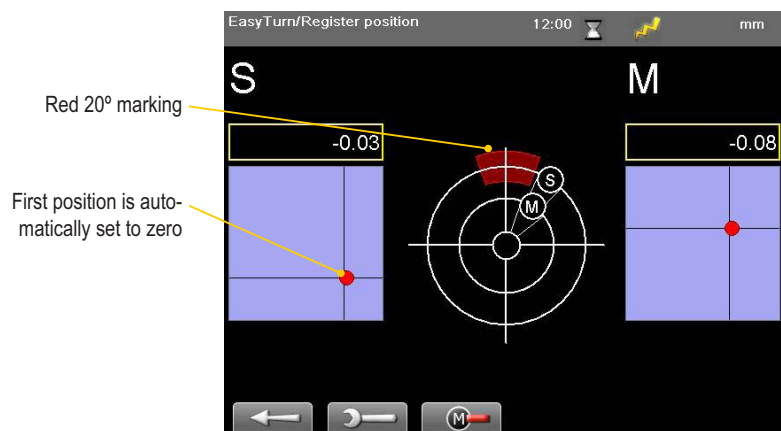 EasyTurn/Register position 12:00 mm
S M
Red 20º marking
-0.03 -0.08
S
M
First position is auto-
matically set to zero
M